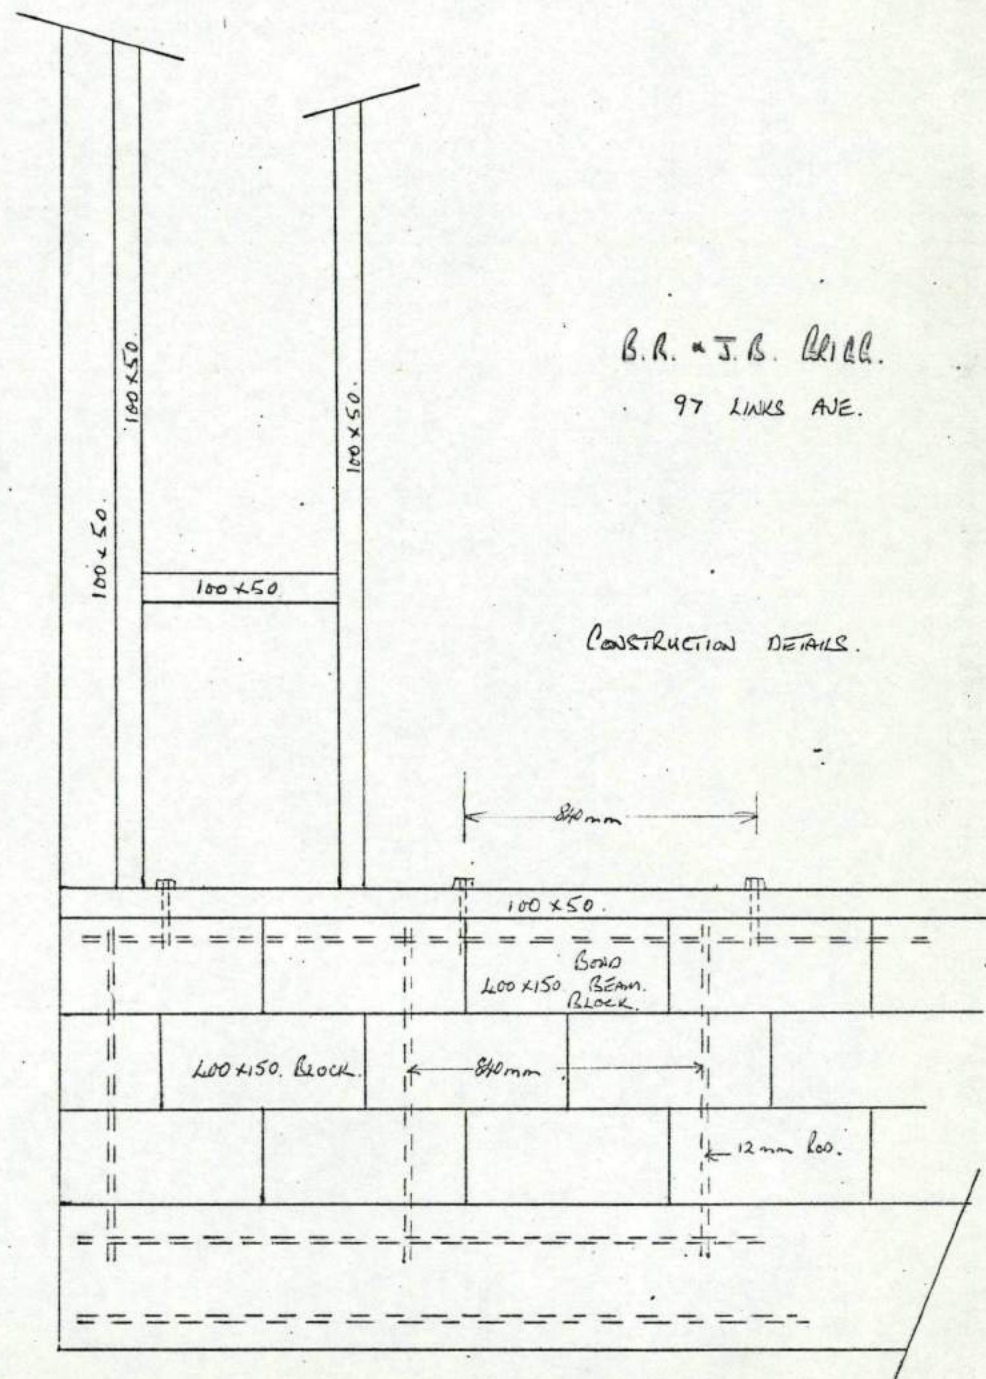 100x50.
100x50.
100x50.
100x50
B.R. & J.B.
97 LINKS AVE.
CONSTRUCTION DETAILS.
840mm
100x50.
BOND
400x150 BEAM.
BLOCK.
400x150. BLOCK.
840mm
12mm ROD.